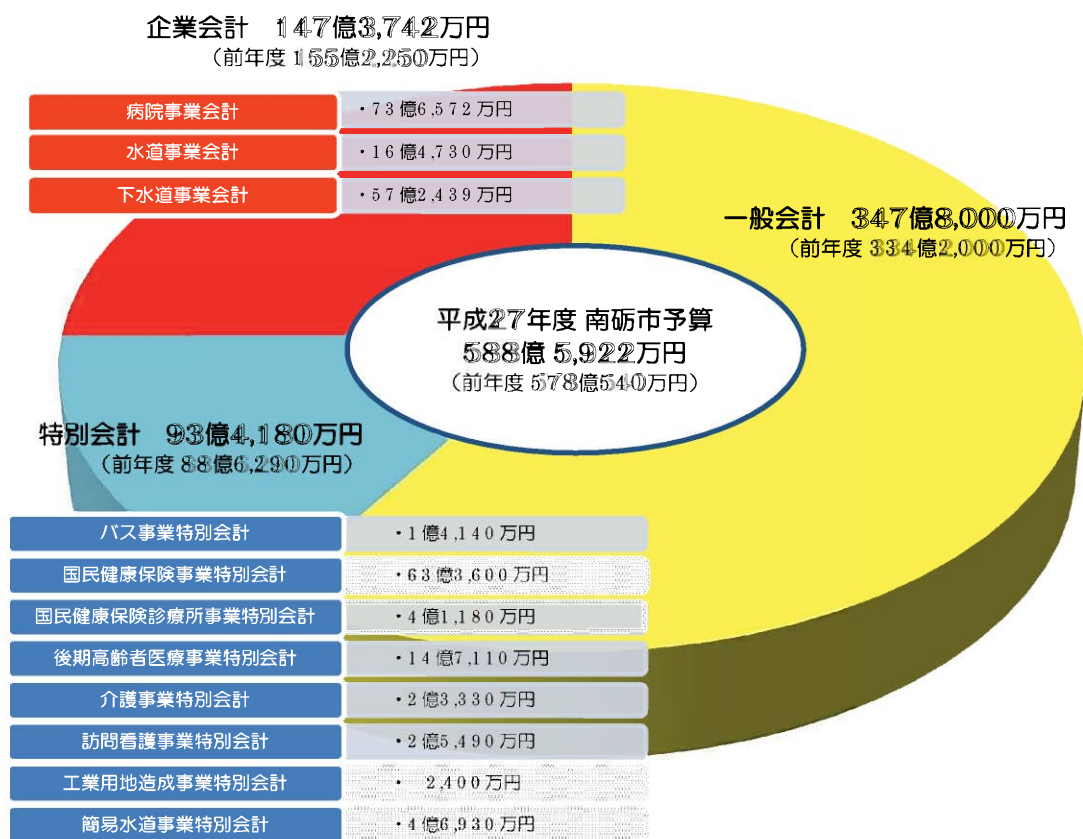 企業会計　147億3,742万円
（前年度 155億2,250万円）
病院事業会計　・73億6,572万円
水道事業会計　・16億4,730万円
下水道事業会計　・57億2,439万円
一般会計　347億8,000万円
（前年度 334億2,000万円）
平成27年度 南砺市予算
588億 5,922万円
（前年度 578億540万円）
特別会計　93億4,180万円
（前年度 88億6,290万円）
バス事業特別会計　・1億4,140万円
国民健康保険事業特別会計　・63億3,600万円
国民健康保険診療所事業特別会計　・4億1,180万円
後期高齢者医療事業特別会計　・14億7,110万円
介護事業特別会計　・2億3,330万円
訪問看護事業特別会計　・2億5,490万円
工業用地造成事業特別会計　・　2,400万円
簡易水道事業特別会計　・4億6,930万円